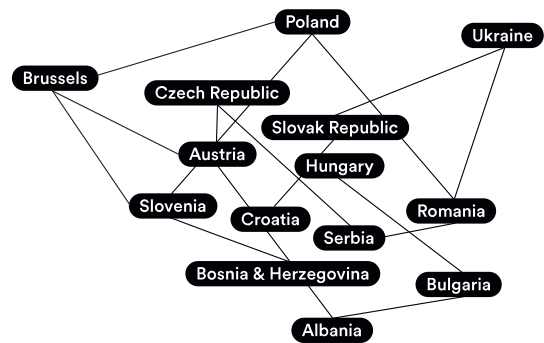 Poland
Ukraine
Brussels
Czech Republic
Slovak Republic
Austria
Hungary
Slovenia
Croatia
Romania
Serbia
Bosnia & Herzegovina
Bulgaria
Albania